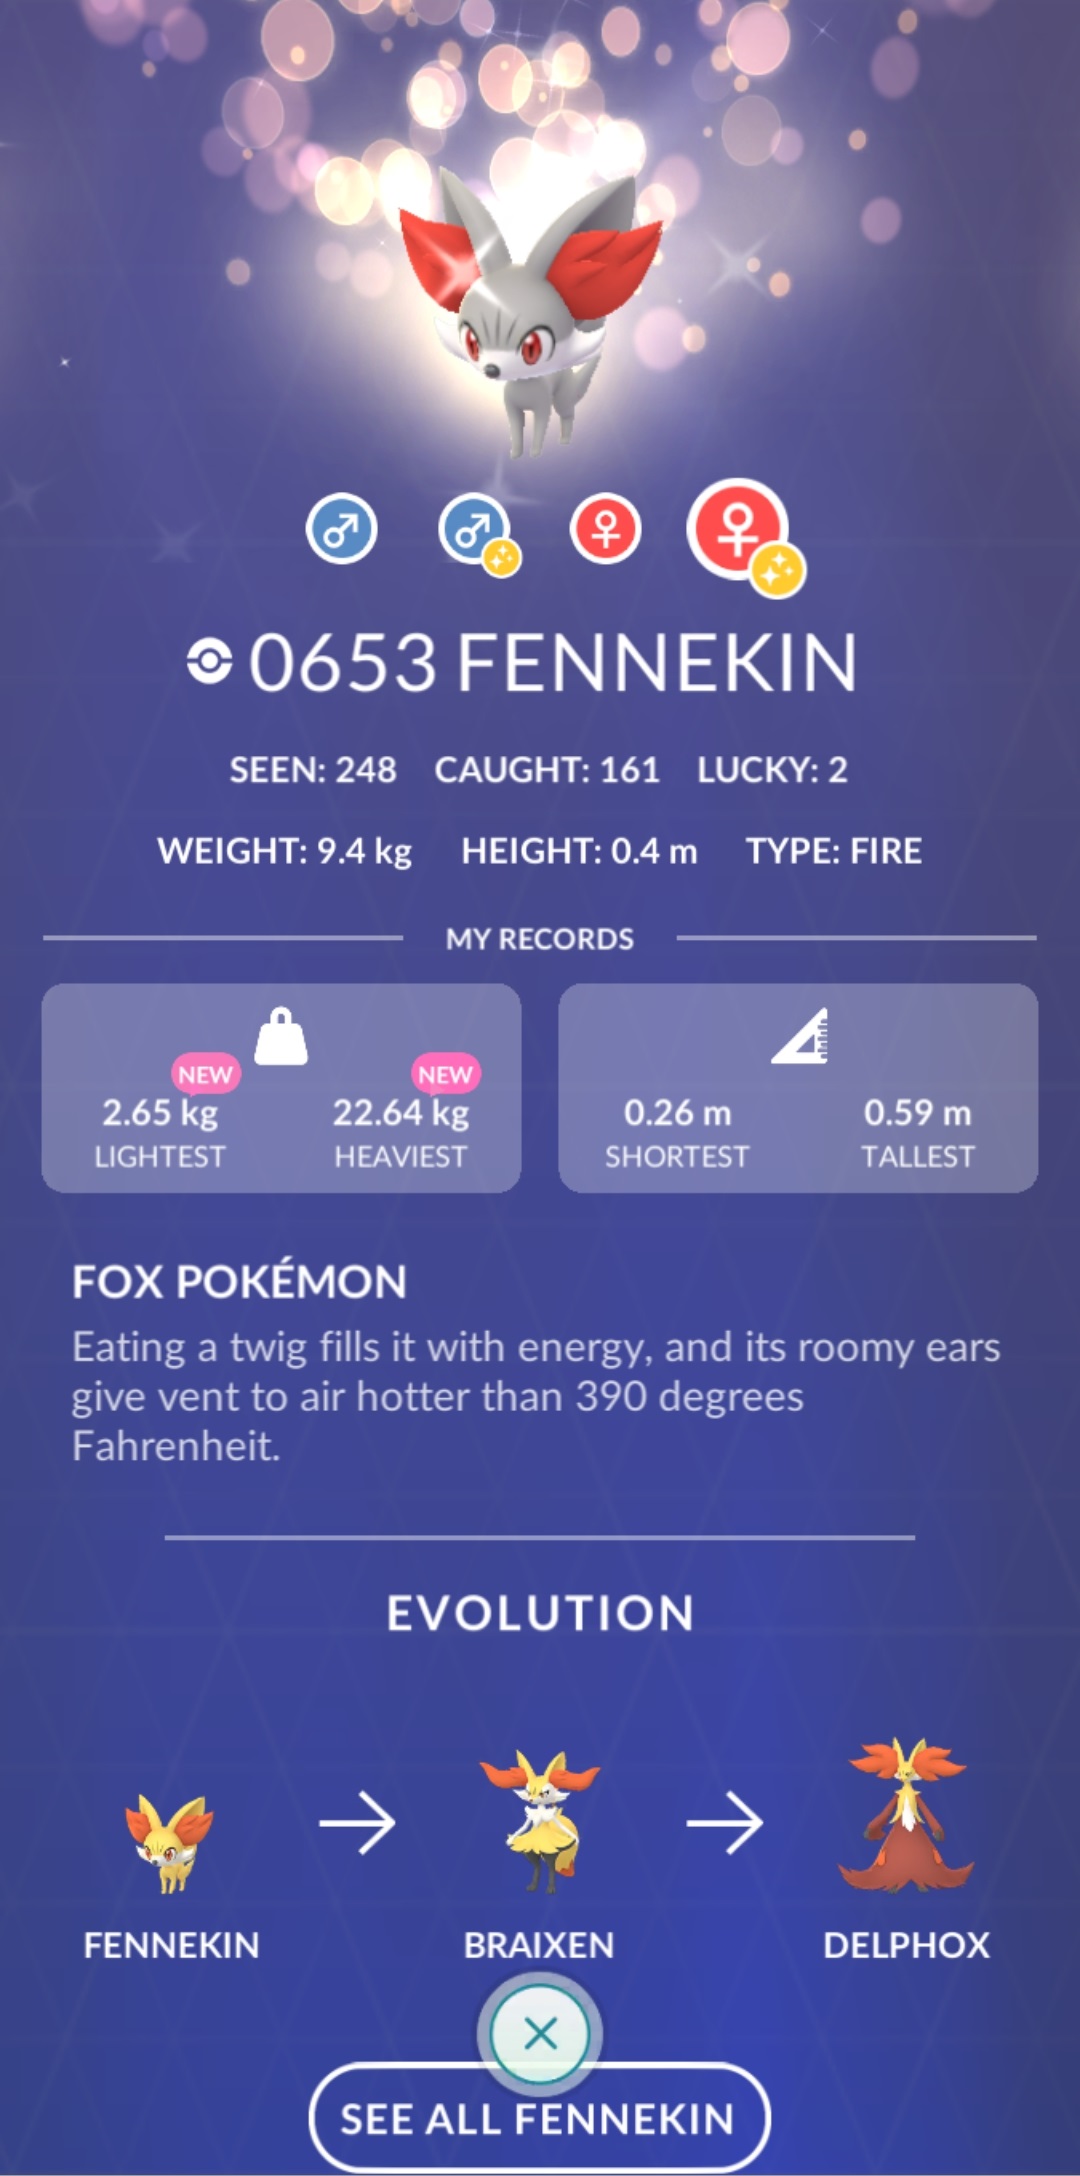 0653 FENNEKIN
SEEN: 248 CAUGHT: 161 LUCKY: 2
WEIGHT: 9.4 kg HEIGHT: 0.4 m TYPE: FIRE
MY RECORDS
NEW NEW
2.65 kg 22.64 kg 0.26 m 0.59 m
LIGHTEST HEAVIEST SHORTEST TALLEST
FOX POKÉMON
Eating a twig fills it with energy, and its roomy ears
give vent to air hotter than 390 degrees
Fahrenheit.
EVOLUTION
FENNEKIN BRAIXEN DELPHOX
SEE ALL FENNEKIN